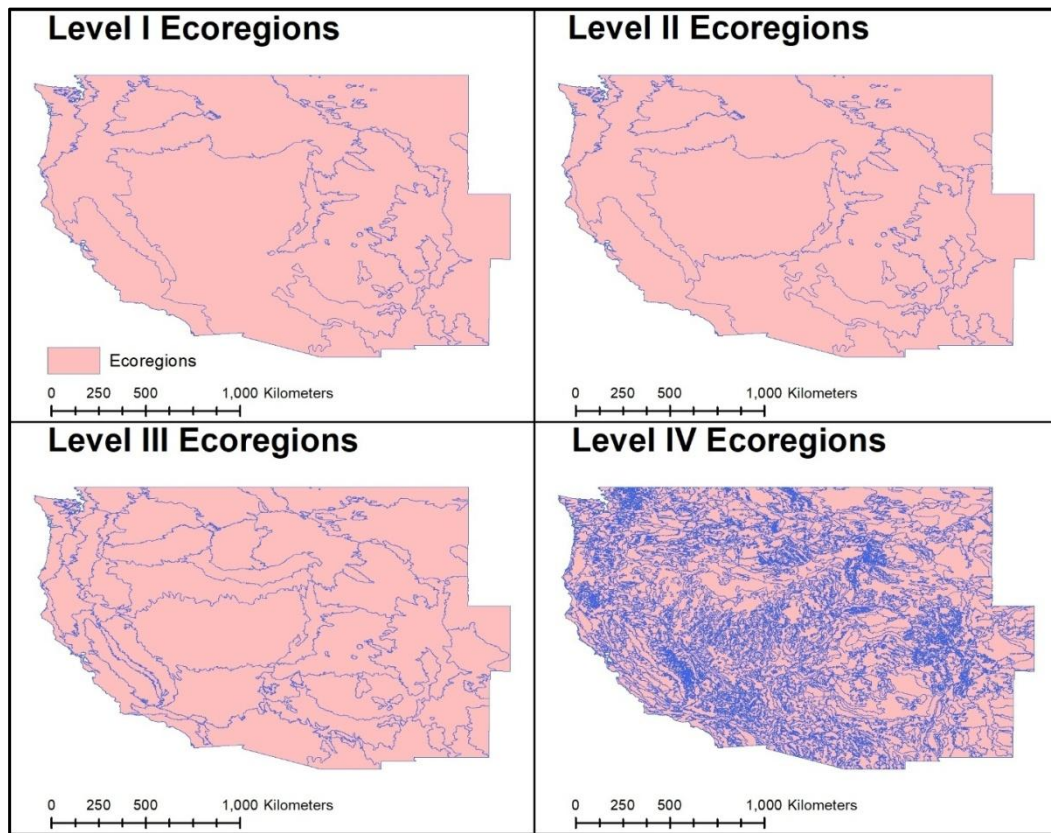 Level I Ecoregions
Ecoregions
0 250 500 1,000 Kilometers
Level II Ecoregions
0 250 500 1,000 Kilometers
Level III Ecoregions
0 250 500 1,000 Kilometers
Level IV Ecoregions
0 250 500 1,000 Kilometers